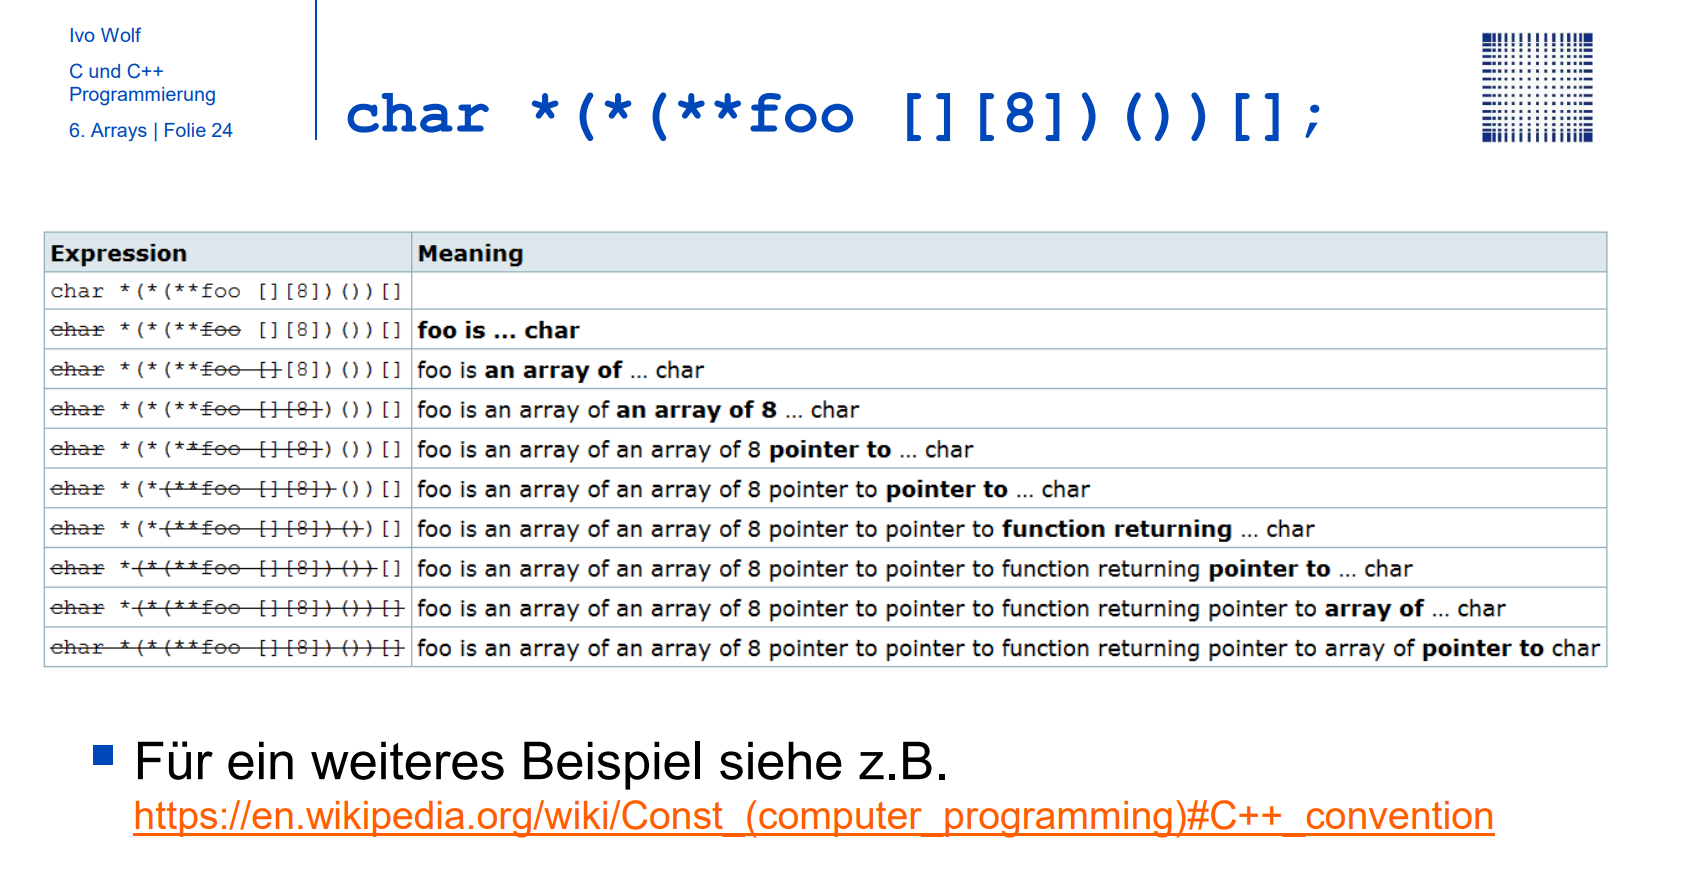 Ivo Wolf
C und C++
Programmierung
6. Arrays | Folie 24
char *(*(**foo [][8])())[];
Expression Meaning
char *(*(**foo [][8])())[]
char *(*(**foo [][8])())[] foo is ... char
char *(*(**foo [][8])())[] foo is an array of ... char
char *(*(**foo [][8])())[] foo is an array of an array of 8 ... char
char *(*(**foo [][8])())[] foo is an array of an array of 8 pointer to ... char
char *(*(**foo [][8])())[] foo is an array of an array of 8 pointer to pointer to ... char
char *(*(**foo [][8])())[] foo is an array of an array of 8 pointer to pointer to function returning ... char
char *(*(**foo [][8])())[] foo is an array of an array of 8 pointer to pointer to function returning pointer to ... char
char *(*(**foo [][8])())[] foo is an array of an array of 8 pointer to pointer to function returning pointer to array of ... char
char *(*(**foo [][8])())[] foo is an array of an array of 8 pointer to pointer to function returning pointer to array of pointer to char
Für ein weiteres Beispiel siehe z.B.
https://en.wikipedia.org/wiki/Const_(computer_programming)#C++_convention